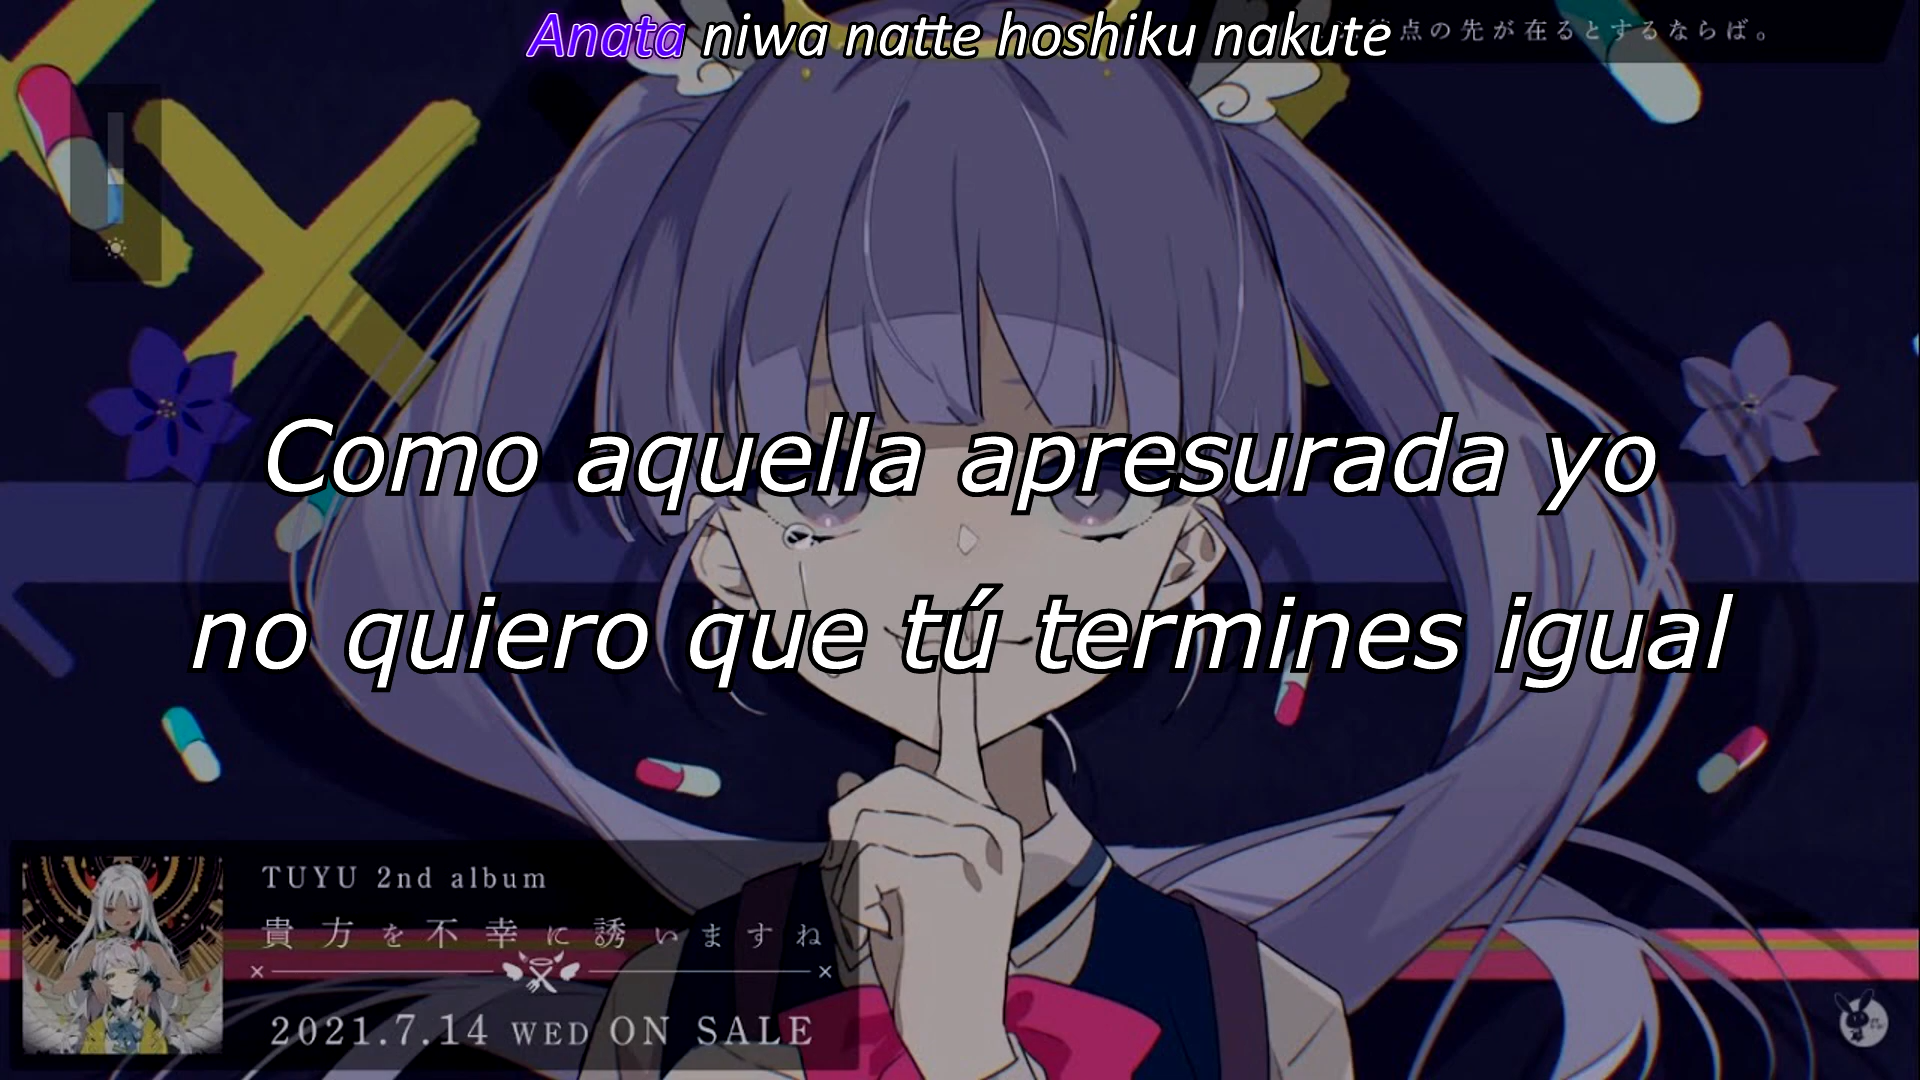 Anata niwa natte hoshiku nakute
点の先が在るとするならば。
Como aquella apresurada yo
no quiero que tú termines igual
TUYU 2nd album
貴方を不幸に誘いますね
2021.7.14 WED ON SALE